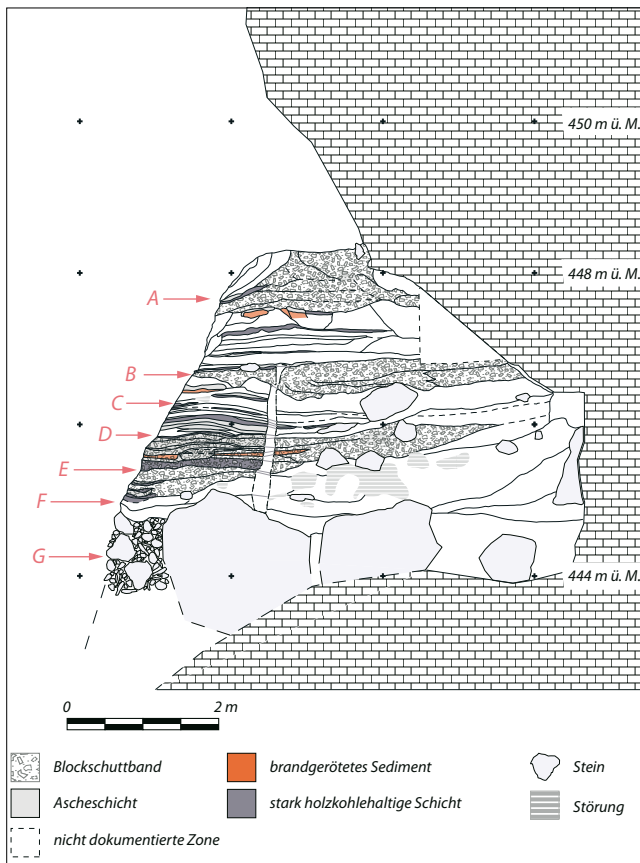 450 m ü. M.
448 m ü. M.
A
B
C
D
E
F
G
444 m ü. M.
0 2 m
Blockschuttband
brandgerötetes Sediment
Stein
Ascheschicht
stark holzkohlehaltige Schicht
Störung
nicht dokumentierte Zone